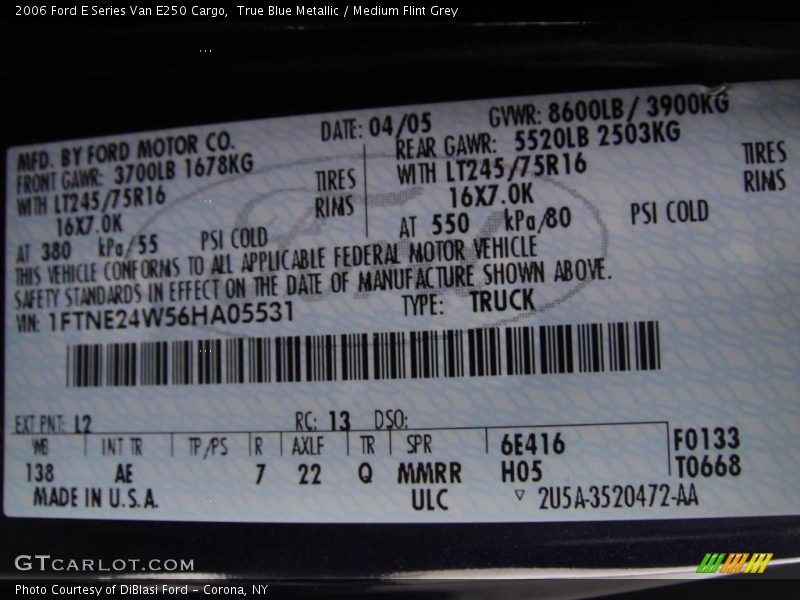 2006 Ford E Series Van E250 Cargo,  True Blue Metallic / Medium Flint Grey
MFD. BY FORD MOTOR CO. DATE: 04/05 GVWR: 8600LB / 3900KG
FRONT GAWR: 3700LB 1678KG REAR GAWR: 5520LB 2503KG
WITH LT245/75R16 TIRES WITH LT245/75R16 TIRES
16X7.0K RIMS 16X7.0K RIMS
AT 380 kPa/55 PSI COLD AT 550 kPa/80 PSI COLD
THIS VEHICLE CONFORMS TO ALL APPLICABLE FEDERAL MOTOR VEHICLE
SAFETY STANDARDS IN EFFECT ON THE DATE OF MANUFACTURE SHOWN ABOVE.
VIN: 1FTNE24W56HA05531 TYPE: TRUCK
EXT PNT: L2 RC: 13 DSO:
WB INT TR TP/PS R AXLE TR SPR 6E416 F0133
138 AE 7 22 Q MMRR H05 T0668
MADE IN U.S.A. ULC ▽ 2U5A-3520472-AA
GTCARLOT.COM
Photo Courtesy of DiBlasi Ford – Corona, NY